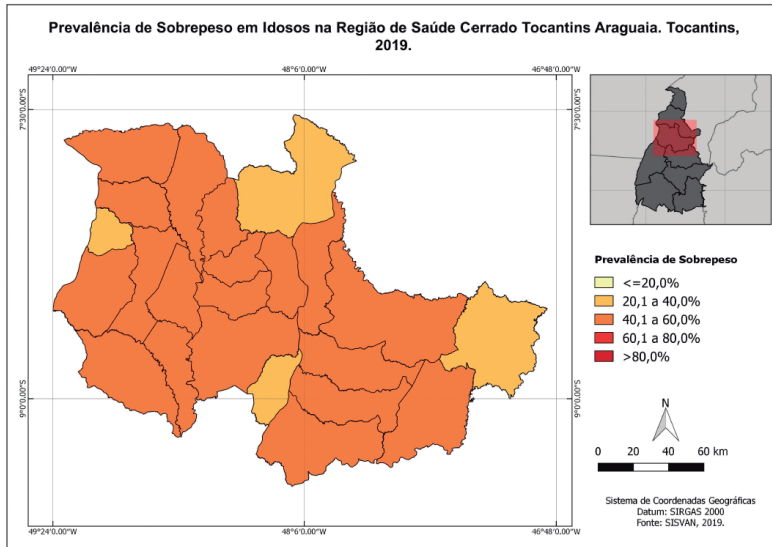 Prevalência de Sobrepeso em Idosos na Região de Saúde Cerrado Tocantins Araguaia. Tocantins,
2019.
49°24'0.00"W
48°6'0.00"W
46°48'0.00"W
7°30'0.00"S
7°30'0.00"S
9°0'0.00"S
9°0'0.00"S
49°24'0.00"W
48°6'0.00"W
46°48'0.00"W
Prevalência de Sobrepeso
<=20,0%
20,1 a 40,0%
40,1 a 60,0%
60,1 a 80,0%
>80,0%
N
0 20 40 60 km
Sistema de Coordenadas Geográficas
Datum: SIRGAS 2000
Fonte: SISVAN, 2019.